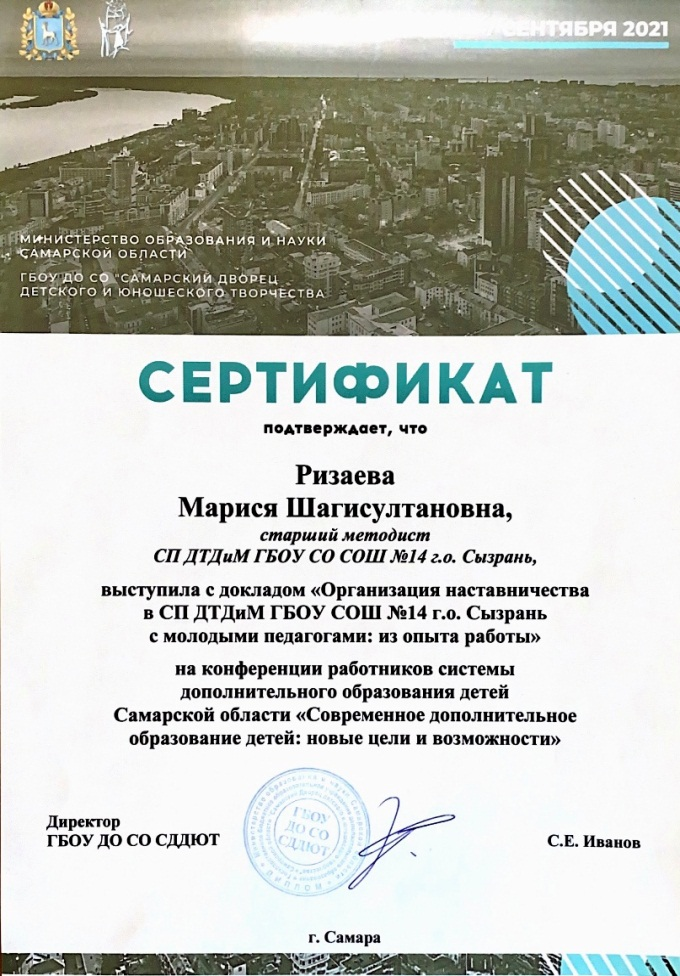 СЕНТЯБРЯ 2021
МИНИСТЕРСТВО ОБРАЗОВАНИЯ И НАУКИ
САМАРСКОЙ ОБЛАСТИ
ГБОУ ДО СО "САМАРСКИЙ ДВОРЕЦ
ДЕТСКОГО И ЮНОШЕСКОГО ТВОРЧЕСТВА
СЕРТИФИКАТ
подтверждает, что
Ризаева
Марися Шагисултановна,
старший методист
СП ДТДиМ ГБОУ СО СОШ №14 г.о. Сызрань,
выступила с докладом «Организация наставничества
в СП ДТДиМ ГБОУ СОШ №14 г.о. Сызрань
с молодыми педагогами: из опыта работы»
на конференции работников системы
дополнительного образования детей
Самарской области «Современное дополнительное
образование детей: новые цели и возможности»
Директор
ГБОУ ДО СО СДДЮТ
ГБОУ
ДО СО
СДДЮТ
С.Е. Иванов
г. Самара